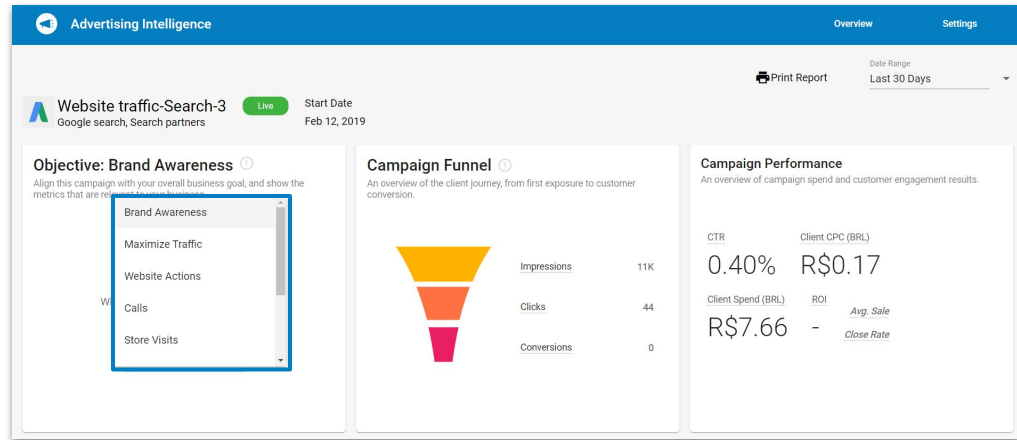 Advertising Intelligence
Overview
Settings
Print Report
Date Range
Last 30 Days
Website traffic-Search-3
Live
Google search, Search partners
Start Date
Feb 12, 2019
Objective: Brand Awareness
Align this campaign with your overall business goal, and show the
metrics that are relevant to your business.
Brand Awareness
Maximize Traffic
Website Actions
Calls
Store Visits
Campaign Funnel
An overview of the client journey, from first exposure to customer
conversion.
Impressions 11K
Clicks 44
Conversions 0
Campaign Performance
An overview of campaign spend and customer engagement results.
CTR
0.40%
Client CPC (BRL)
R$0.17
Client Spend (BRL)
R$7.66
ROI
-
Avg. Sale
Close Rate